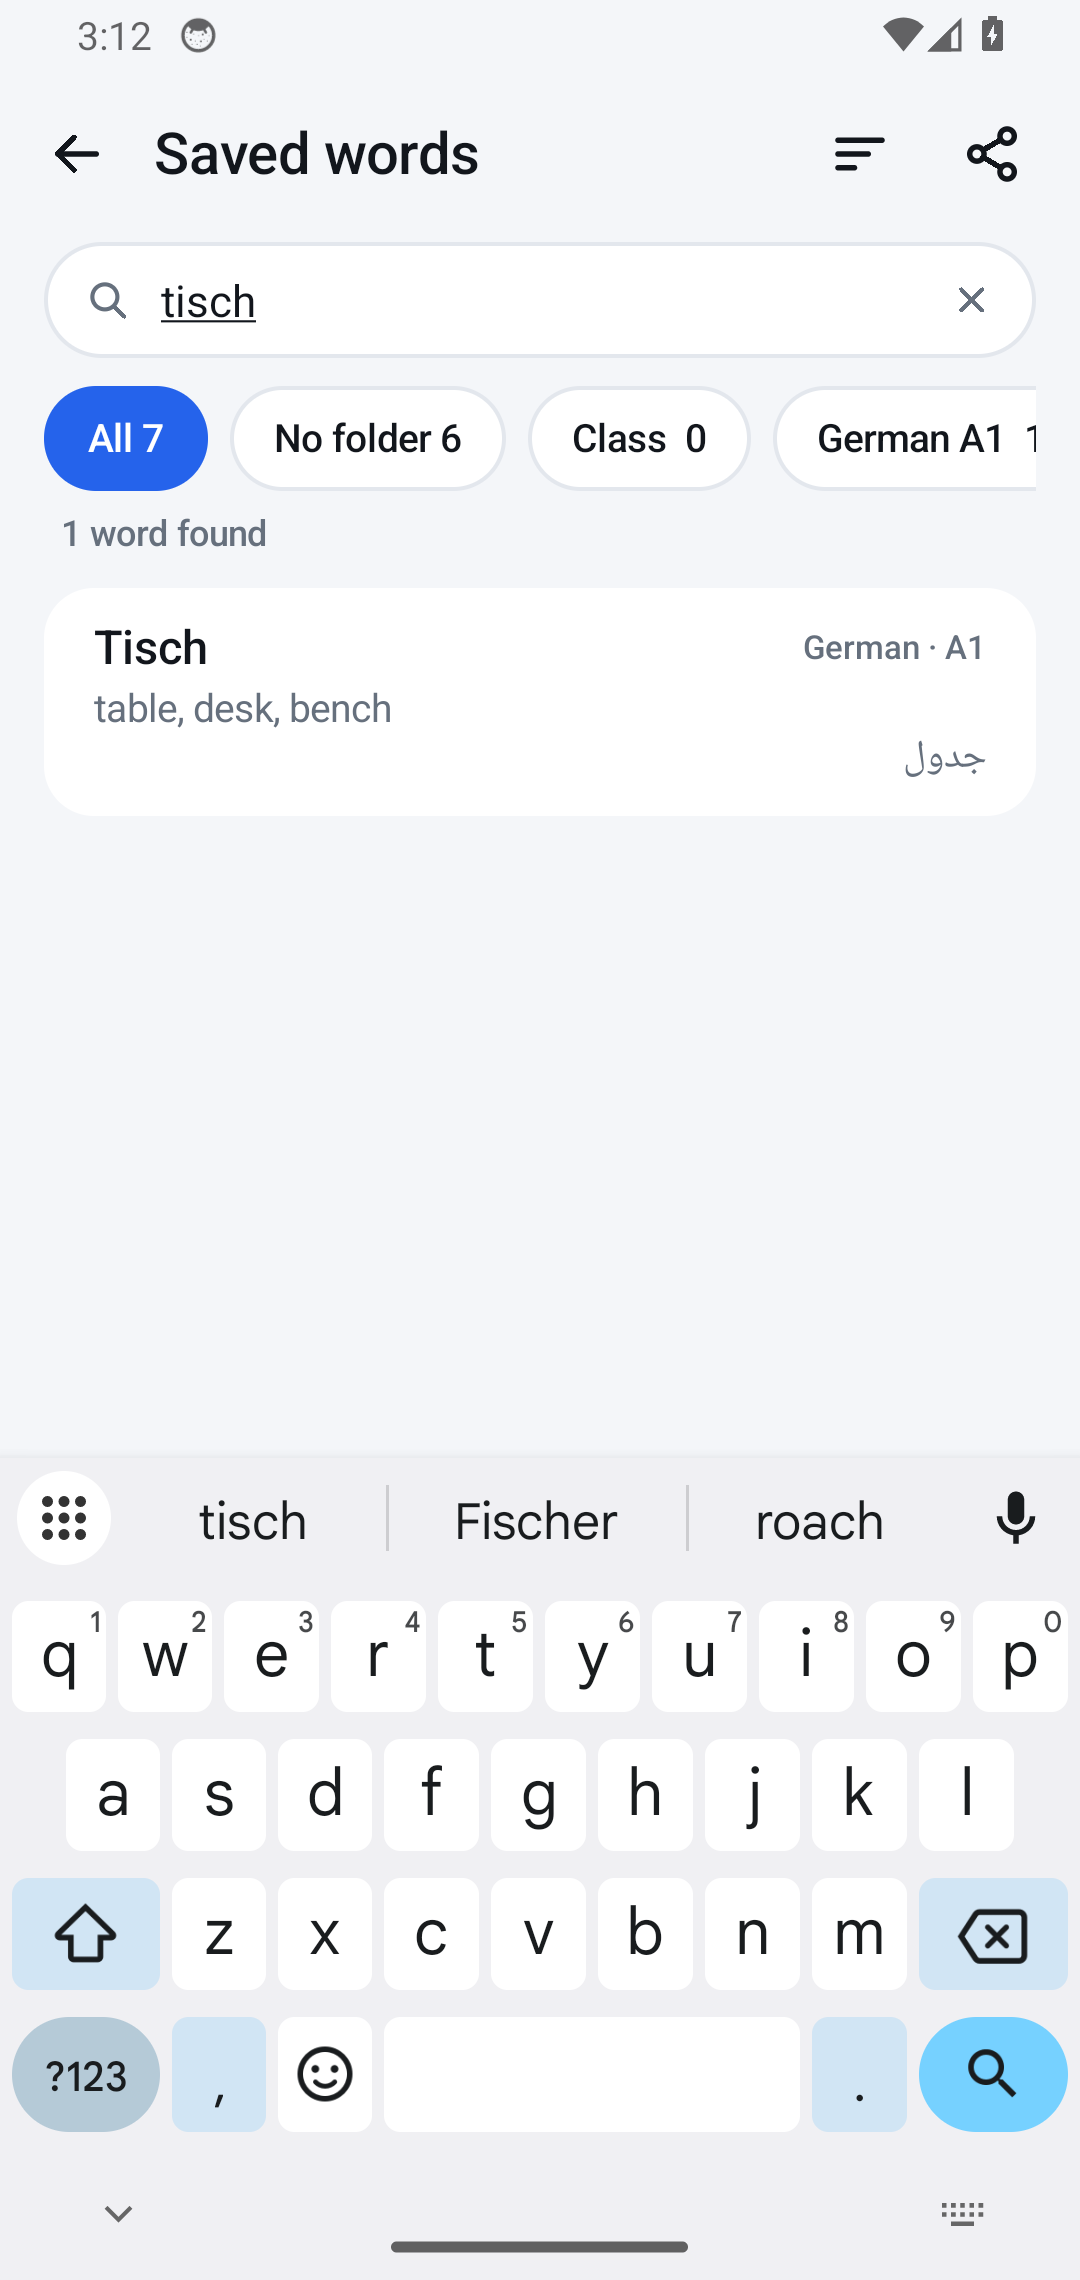 3:12
Saved words
tisch
All 7
No folder 6
Class 0
German A1 1
1 word found
Tisch
German · A1
table, desk, bench
جدول
tisch
Fischer
roach
q 1 w 2 e 3 r 4 t 5 y 6 u 7 i 8 o 9 p 0
a s d f g h j k l
z x c v b n m
?123 , .